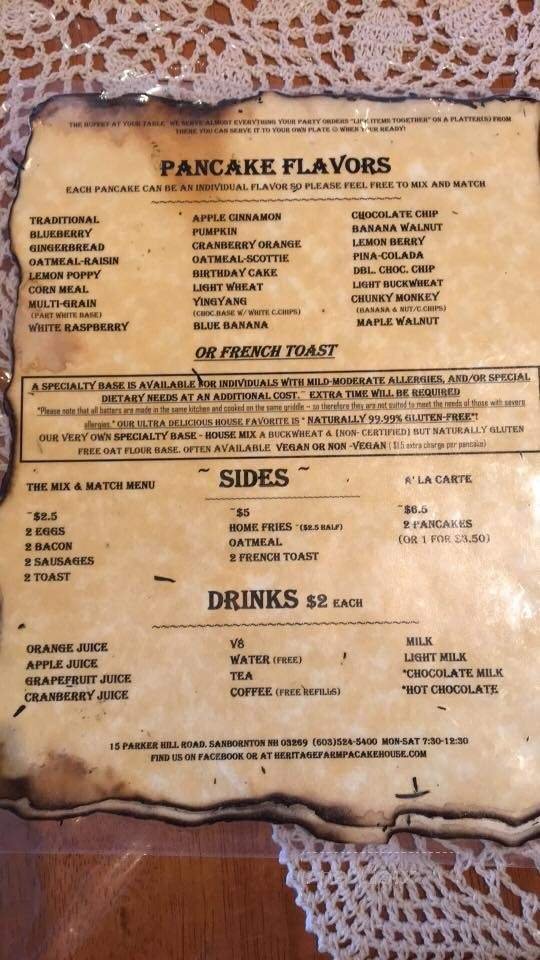 THE BUFFET AT YOUR TABLE "WE SERVE ALMOST EVERYTHING YOUR PARTY ORDERS "LIKE ITEMS TOGETHER" ON A PLATTER(S) FROM
THERE YOU CAN SERVE IT TO YOUR OWN PLATE ☺ WHEN YOUR READY!
PANCAKE FLAVORS
EACH PANCAKE CAN BE AN INDIVIDUAL FLAVOR SO PLEASE FEEL FREE TO MIX AND MATCH
TRADITIONAL
BLUEBERRY
GINGERBREAD
OATMEAL-RAISIN
LEMON POPPY
CORN MEAL
MULTI-GRAIN
(PART WHITE BASE)
WHITE RASPBERRY
APPLE CINNAMON
PUMPKIN
CRANBERRY ORANGE
OATMEAL-SCOTTIE
BIRTHDAY CAKE
LIGHT WHEAT
YINGYANG
(CHOC.BASE W/ WHITE C.CHIPS)
BLUE BANANA
CHOCOLATE CHIP
BANANA WALNUT
LEMON BERRY
PINA-COLADA
DBL. CHOC. CHIP
LIGHT BUCKWHEAT
CHUNKY MONKEY
(BANANA & NUT/C.CHIPS)
MAPLE WALNUT
OR FRENCH TOAST
A SPECIALTY BASE IS AVAILABLE FOR INDIVIDUALS WITH MILD-MODERATE ALLERGIES, AND/OR SPECIAL
DIETARY NEEDS AT AN ADDITIONAL COST.~ EXTRA TIME WILL BE REQUIRED
*Please note that all batters are made in the same kitchen and cooked on the same griddle ~ so therefore they are not suited to meet the needs of those with severe
allergies.* OUR ULTRA DELICIOUS HOUSE FAVORITE IS * NATURALLY 99.99% GLUTEN-FREE*!
OUR VERY OWN SPECIALTY BASE ~ HOUSE MIX A BUCKWHEAT & (NON- CERTIFIED) BUT NATURALLY GLUTEN
FREE OAT FLOUR BASE. OFTEN AVAILABLE VEGAN OR NON -VEGAN ( $1.5 extra charge per pancake)
THE MIX & MATCH MENU
~ SIDES ~
A' LA CARTE
~$2.5
2 EGGS
2 BACON
2 SAUSAGES
2 TOAST
~$5
HOME FRIES ~($2.5 HALF)
OATMEAL
2 FRENCH TOAST
~$6.5
2 PANCAKES
(OR 1 FOR $3.50)
DRINKS $2 EACH
ORANGE JUICE
APPLE JUICE
GRAPEFRUIT JUICE
CRANBERRY JUICE
V8
WATER (FREE)
TEA
COFFEE (FREE REFILLS)
MILK
LIGHT MILK
*CHOCOLATE MILK
*HOT CHOCOLATE
15 PARKER HILL ROAD. SANBORNTON NH 03269 (603)524-5400 MON-SAT 7:30-12:30
FIND US ON FACEBOOK OR AT HERITAGEFARMPACAKEHOUSE.COM